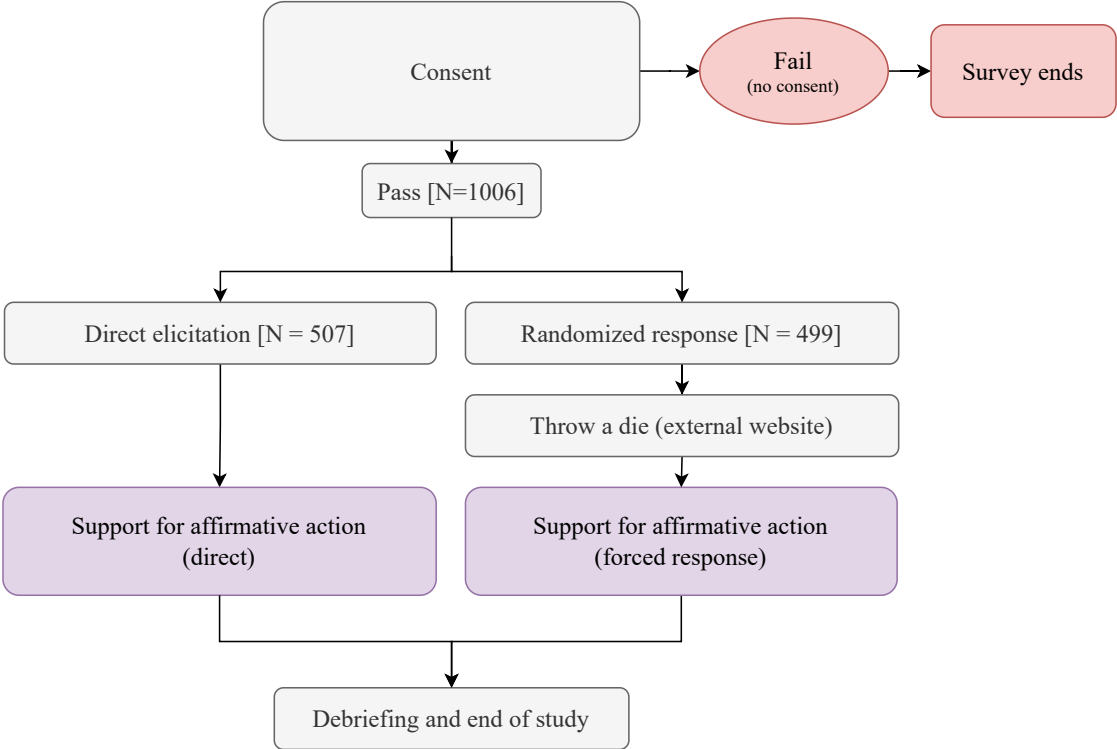 Consent
Fail
(no consent)
Survey ends
Pass [N=1006]
Direct elicitation [N = 507]
Randomized response [N = 499]
Throw a die (external website)
Support for affirmative action
(direct)
Support for affirmative action
(forced response)
Debriefing and end of study